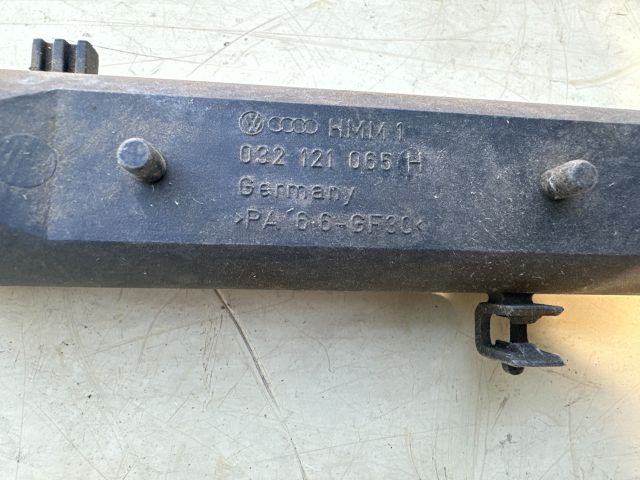 HMM 1
032 121 065 H
Germany
>PA 6.6-GF30<